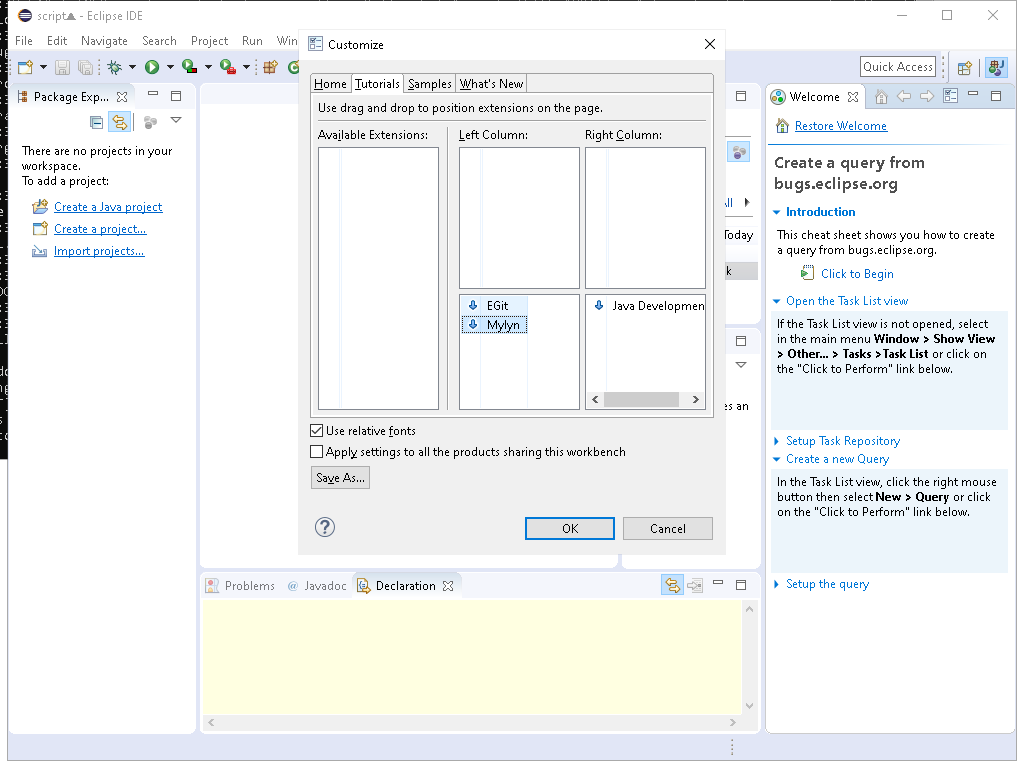 script▲ - Eclipse IDE
File Edit Navigate Search Project Run Win
Customize
Quick Access
Home Tutorials Samples What's New
Use drag and drop to position extensions on the page.
Available Extensions: Left Column: Right Column:
EGit
Mylyn
Java Developmen
Use relative fonts
Apply settings to all the products sharing this workbench
Save As...
OK Cancel
Package Exp...
There are no projects in your
workspace.
To add a project:
Create a Java project
Create a project...
Import projects...
Today
es an
Problems @ Javadoc Declaration
Welcome
Restore Welcome
Create a query from
bugs.eclipse.org
Introduction
This cheat sheet shows you how to create
a query from bugs.eclipse.org.
Click to Begin
Open the Task List view
If the Task List view is not opened, select
in the main menu Window > Show View
> Other... > Tasks >Task List or click on
the "Click to Perform" link below.
Setup Task Repository
Create a new Query
In the Task List view, click the right mouse
button then select New > Query or click
on the "Click to Perform" link below.
Setup the query